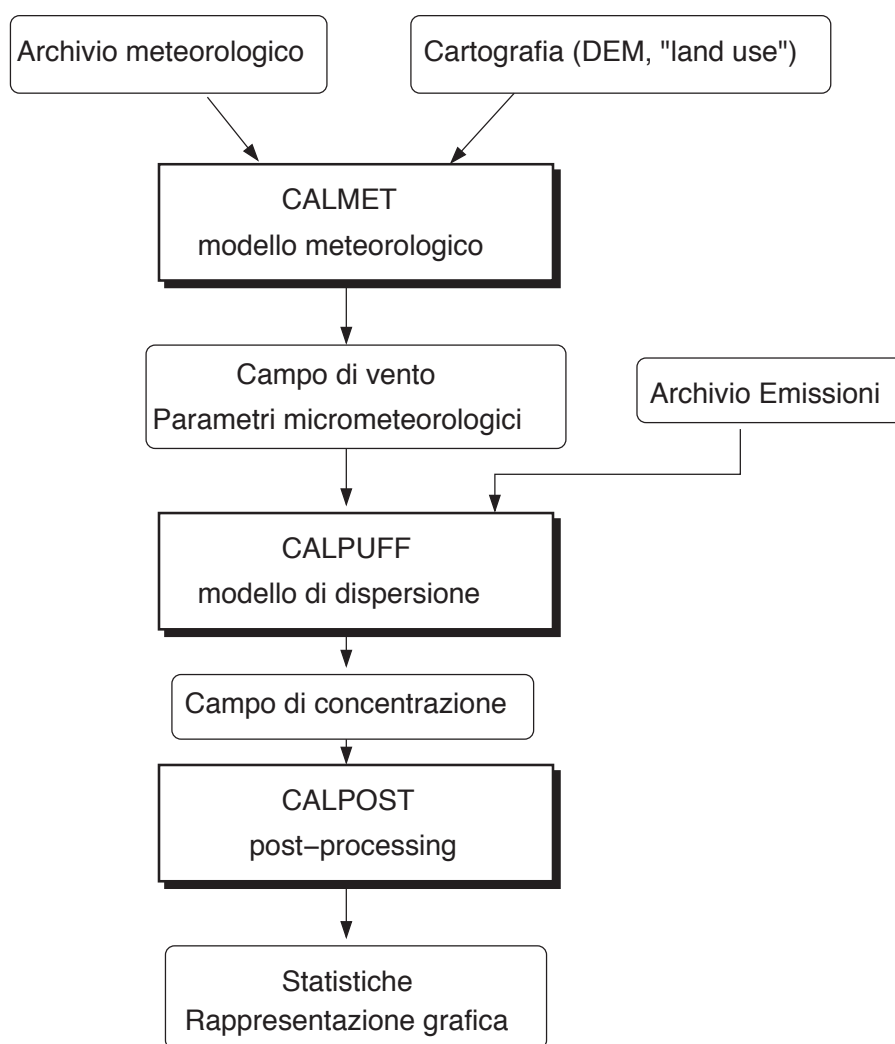 Archivio meteorologico
Cartografia (DEM, "land use")
CALMET
modello meteorologico
Campo di vento
Parametri micrometeorologici
Archivio Emissioni
CALPUFF
modello di dispersione
Campo di concentrazione
CALPOST
post−processing
Statistiche
Rappresentazione grafica